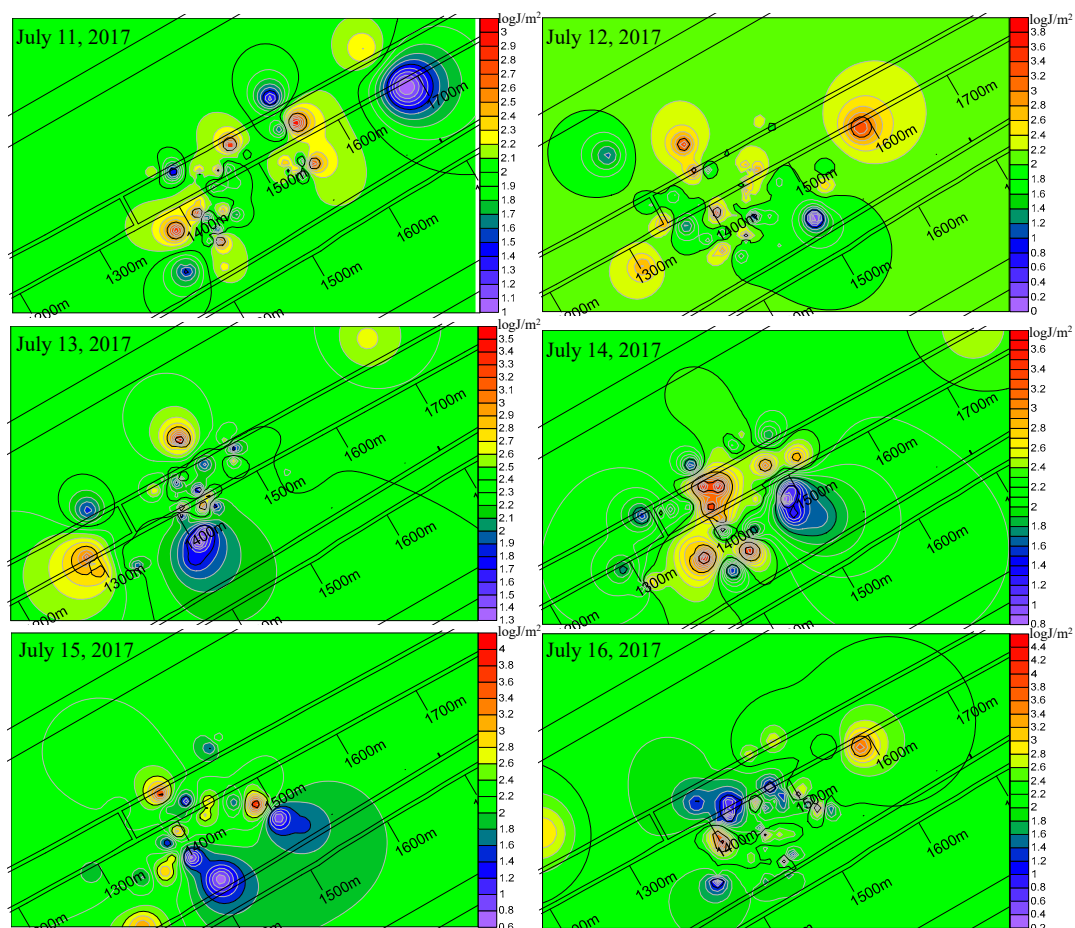 July 11, 2017
logJ/m²
3
2.9
2.8
2.7
2.6
2.5
2.4
2.3
2.2
2.1
2
1.9
1.8
1.7
1.6
1.5
1.4
1.3
1.2
1.1
1
1700m
1600m
1500m
1400m
1300m
1600m
1500m
July 12, 2017
logJ/m²
3.8
3.6
3.4
3.2
3
2.8
2.6
2.4
2.2
2
1.8
1.6
1.4
1.2
1
0.8
0.6
0.4
0.2
0
1700m
1600m
1500m
1400m
1300m
1600m
1500m
July 13, 2017
logJ/m²
3.5
3.4
3.3
3.2
3.1
3
2.9
2.8
2.7
2.6
2.5
2.4
2.3
2.2
2.1
2
1.9
1.8
1.7
1.6
1.5
1.4
1.3
1700m
1600m
1500m
1400m
1300m
1600m
1500m
July 14, 2017
logJ/m²
3.6
3.4
3.2
3
2.8
2.6
2.4
2.2
2
1.8
1.6
1.4
1.2
1
0.8
1700m
1600m
1500m
1400m
1300m
1600m
1500m
July 15, 2017
logJ/m²
4
3.8
3.6
3.4
3.2
3
2.8
2.6
2.4
2.2
2
1.8
1.6
1.4
1.2
1
0.8
0.6
1700m
1600m
1500m
1400m
1300m
1600m
1500m
July 16, 2017
logJ/m²
4.4
4.2
4
3.8
3.6
3.4
3.2
3
2.8
2.6
2.4
2.2
2
1.8
1.6
1.4
1.2
1
0.8
0.6
0.4
0.2
1700m
1600m
1500m
1400m
1300m
1600m
1500m